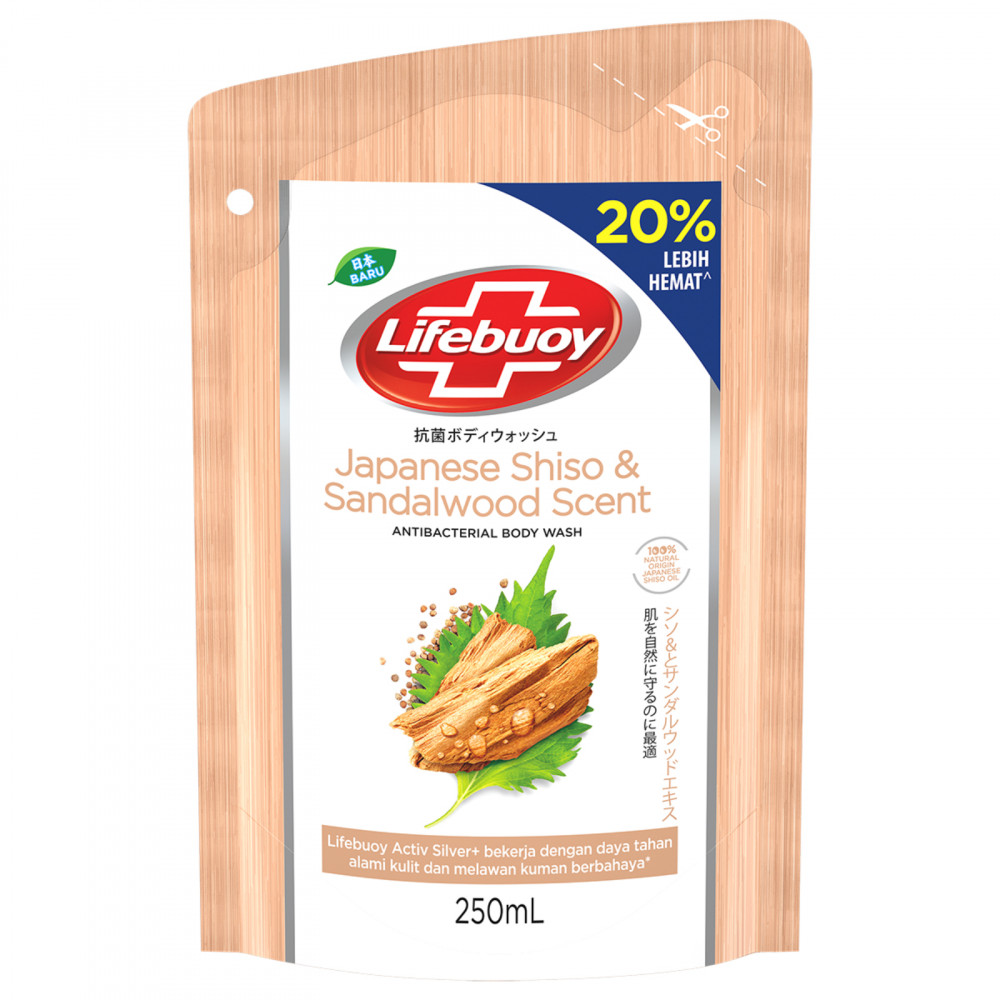 20%
LEBIH
HEMAT^
日本
BARU
Lifebuoy
抗菌ボディウォッシュ
Japanese Shiso &
Sandalwood Scent
ANTIBACTERIAL BODY WASH
100%
NATURAL
ORIGIN
JAPANESE
SHISO OIL
シソ&とサンダルウッドエキス
肌を自然に守るのに最適
Lifebuoy Activ Silver+ bekerja dengan daya tahan
alami kulit dan melawan kuman berbahaya*
250mL